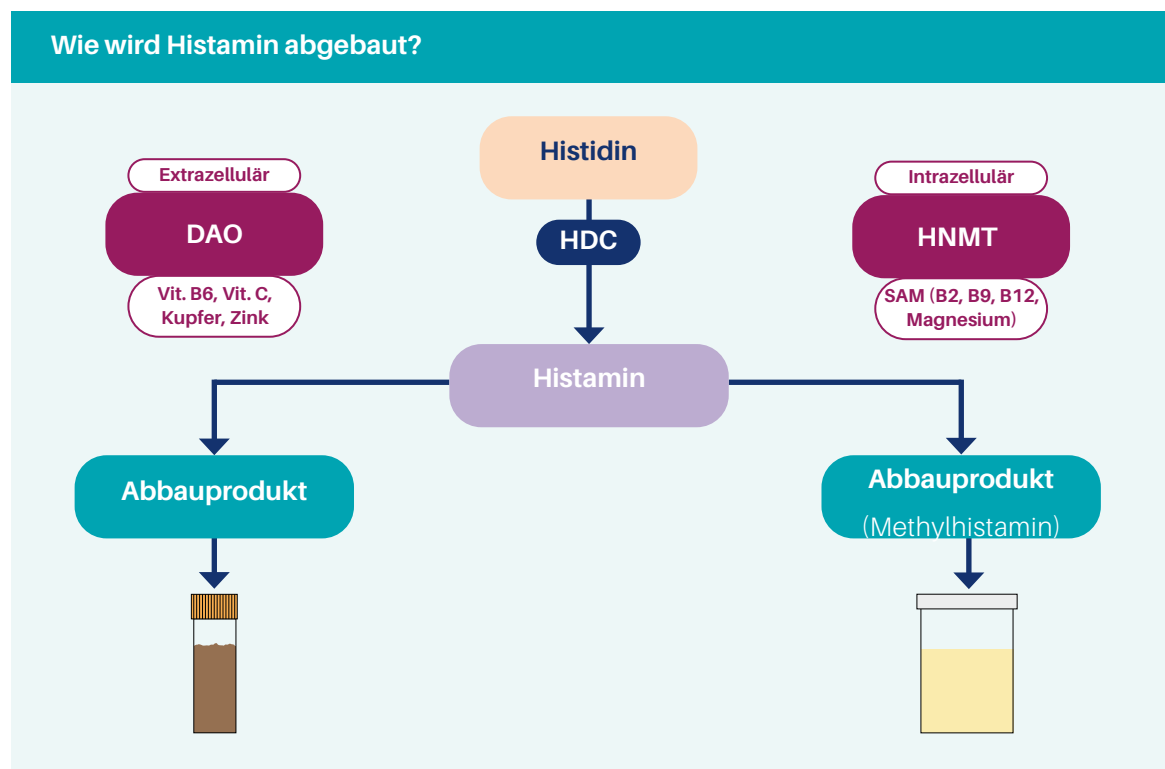 Wie wird Histamin abgebaut?
Histidin
Extrazellulär
DAO
Vit. B6, Vit. C,
Kupfer, Zink
HDC
Intrazellulär
HNMT
SAM (B2, B9, B12,
Magnesium)
Histamin
Abbauprodukt
Abbauprodukt
(Methylhistamin)